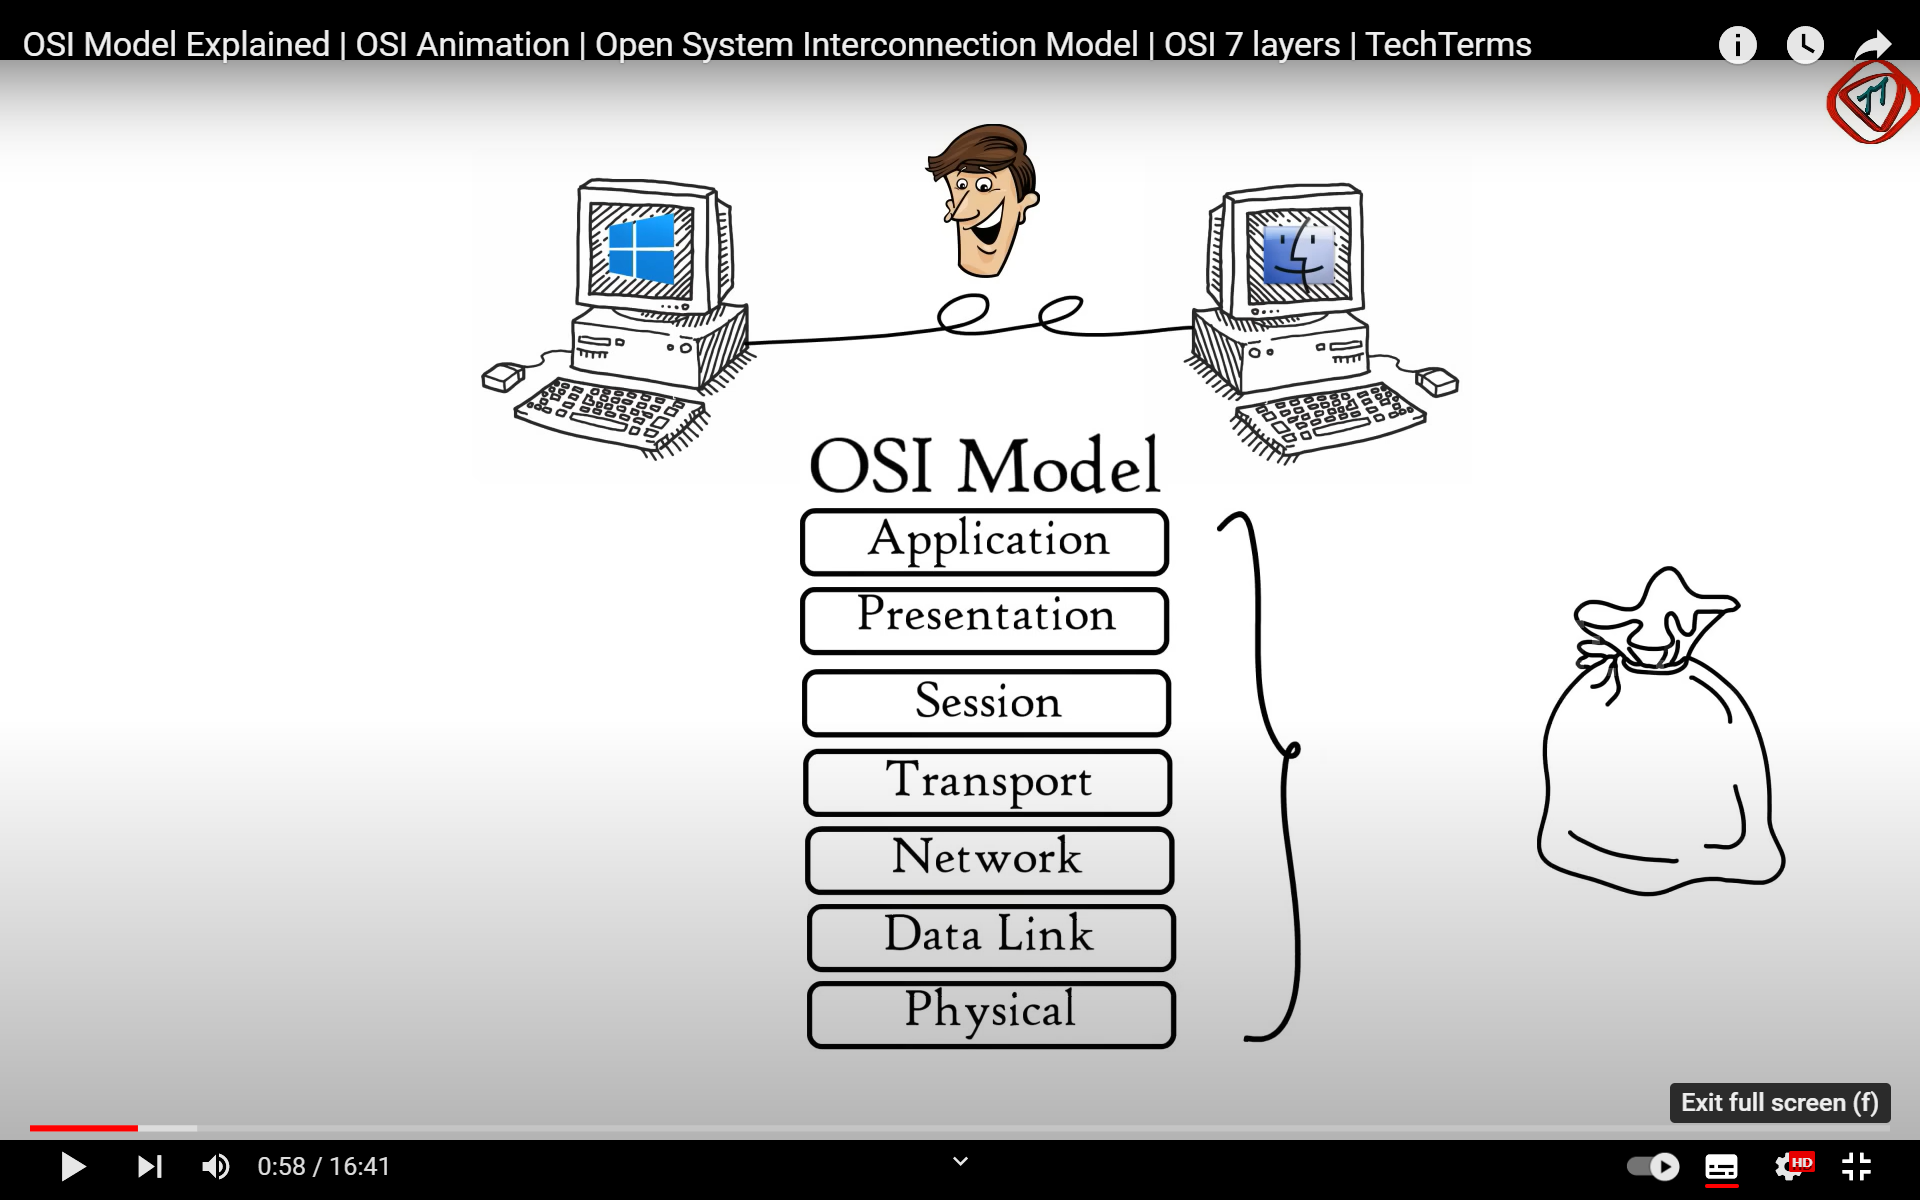 OSI Model Explained | OSI Animation | Open System Interconnection Model | OSI 7 layers | TechTerms
OSI Model
Application
Presentation
Session
Transport
Network
Data Link
Physical
Exit full screen (f)
0:58 / 16:41
HD